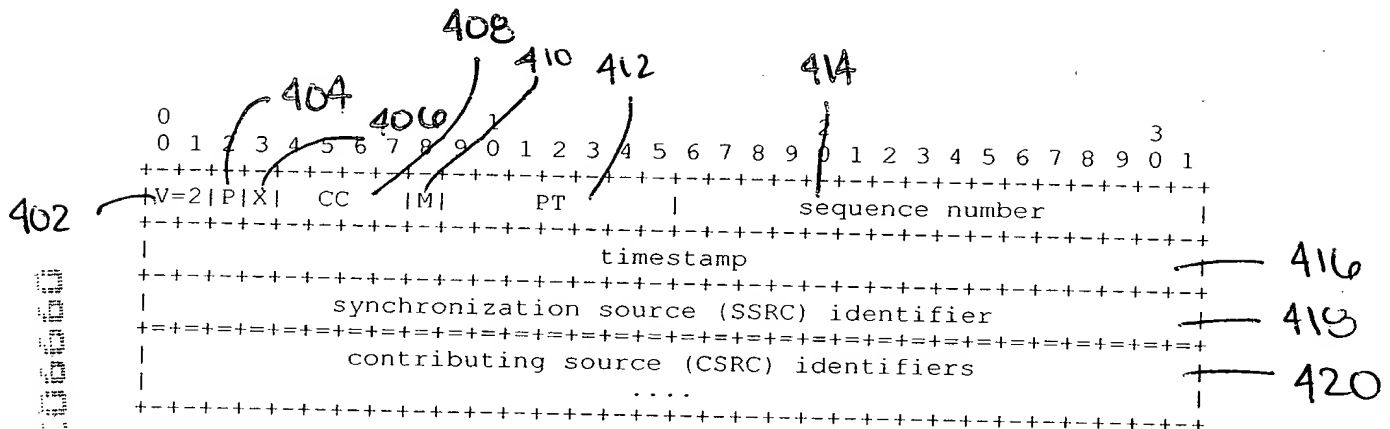 408
410 412 414
404
406
0 1 2 3
0 1 2 3 4 5 6 7 8 9 0 1 2 3 4 5 6 7 8 9 0 1 2 3 4 5 6 7 8 9 0 1
+-+-+-+-+-+-+-+-+-+-+-+-+-+-+-+-+-+-+-+-+-+-+-+-+-+-+-+-+-+-+-+-+
402 |V=2|P|X| CC |M| PT | sequence number |
+-+-+-+-+-+-+-+-+-+-+-+-+-+-+-+-+-+-+-+-+-+-+-+-+-+-+-+-+-+-+-+-+
| timestamp | 416
+-+-+-+-+-+-+-+-+-+-+-+-+-+-+-+-+-+-+-+-+-+-+-+-+-+-+-+-+-+-+-+-+
| synchronization source (SSRC) identifier | 418
+=+=+=+=+=+=+=+=+=+=+=+=+=+=+=+=+=+=+=+=+=+=+=+=+=+=+=+=+=+=+=+=+
| contributing source (CSRC) identifiers | 420
| .... |
+-+-+-+-+-+-+-+-+-+-+-+-+-+-+-+-+-+-+-+-+-+-+-+-+-+-+-+-+-+-+-+-+